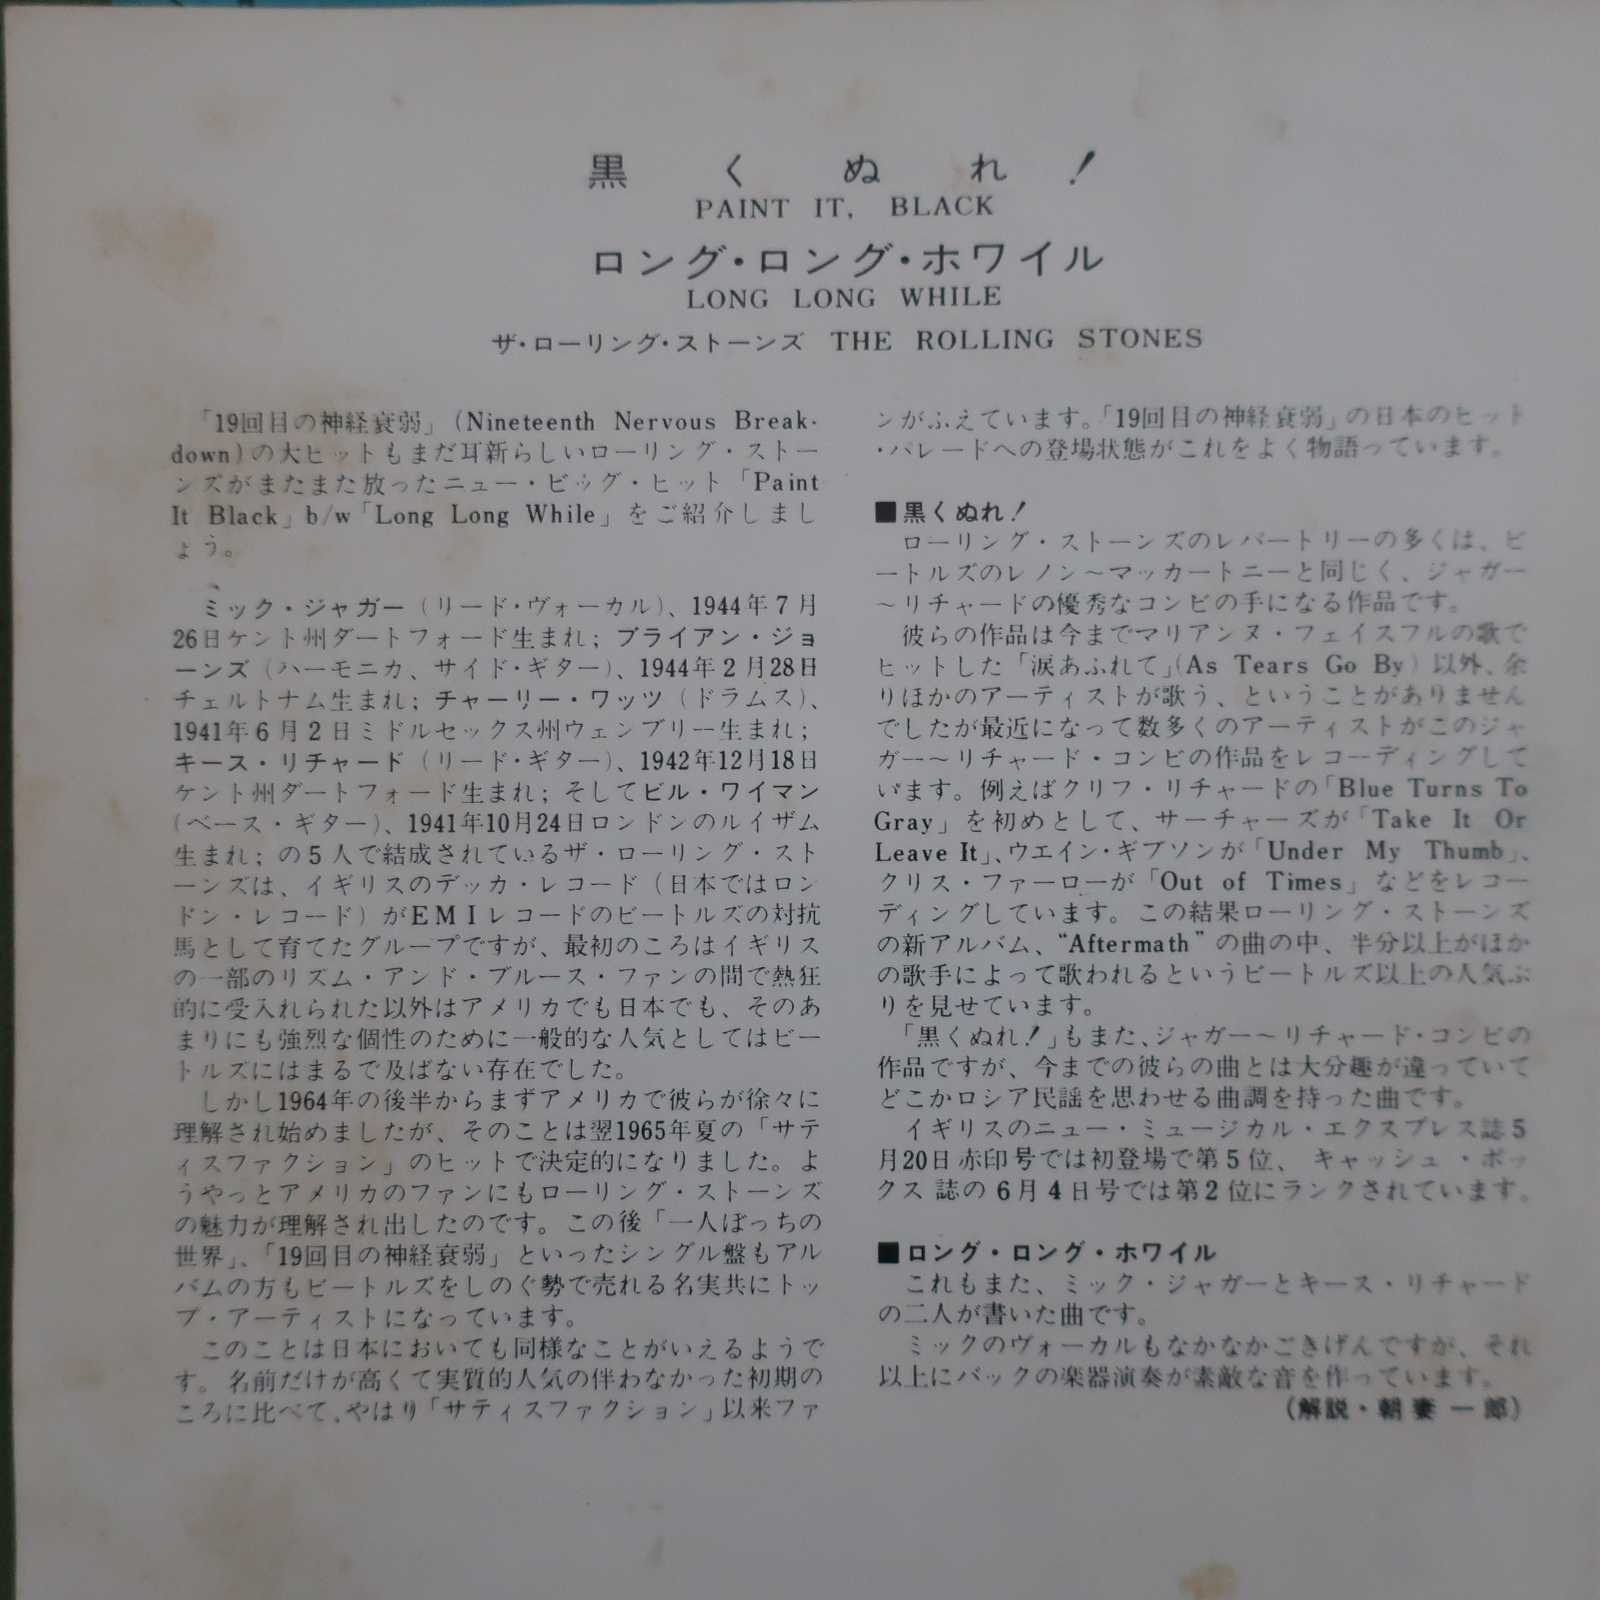 黒くぬれ!
PAINT IT, BLACK
ロング・ロング・ホワイル
LONG LONG WHILE
ザ・ローリング・ストーンズ THE ROLLING STONES
「19回目の神経衰弱」(Nineteenth Nervous Break-
down)の大ヒットもまだ耳新らしいローリング・ストー
ンズがまたまた放ったニュー・ビッグ・ヒット「Paint
It Black」b/w「Long Long While」をご紹介しまし
ょう。
ミック・ジャガー(リード・ヴォーカル)、1944年7月
26日ケント州ダートフォード生まれ; ブライアン・ジョ
ーンズ(ハーモニカ、サイド・ギター)、1944年2月28日
チェルトナム生まれ; チャーリー・ワッツ(ドラムス)、
1941年6月2日ミドルセックス州ウェンブリー生まれ;
キース・リチャード(リード・ギター)、1942年12月18日
ケント州ダートフォード生まれ; そしてビル・ワイマン
(ベース・ギター)、1941年10月24日ロンドンのルイザム
生まれ; の5人で結成されているザ・ローリング・スト
ーンズは、イギリスのデッカ・レコード(日本ではロン
ドン・レコード)がEMIレコードのビートルズの対抗
馬として育てたグループですが、最初のころはイギリス
の一部のリズム・アンド・ブルース・ファンの間で熱狂
的に受入れられた以外はアメリカでも日本でも、そのあ
まりにも強烈な個性のために一般的な人気としてはビー
トルズにはまるで及ばない存在でした。
しかし1964年の後半からまずアメリカで彼らが徐々に
理解され始めましたが、そのことは翌1965年夏の「サテ
ィスファクション」のヒットで決定的になりました。よ
うやっとアメリカのファンにもローリング・ストーンズ
の魅力が理解され出したのです。この後「一人ぼっちの
世界」、「19回目の神経衰弱」といったシングル盤もアル
バムの方もビートルズをしのぐ勢で売れる名実共にトッ
プ・アーティストになっています。
このことは日本においても同様なことがいえるようで
す。名前だけが高くて実質的人気の伴わなかった初期の
ころに比べて、やはり「サティスファクション」以来ファ
ンがふえています。「19回目の神経衰弱」の日本のヒット
・パレードへの登場状態がこれをよく物語っています。
■黒くぬれ!
ローリング・ストーンズのレパートリーの多くは、ビ
ートルズのレノン〜マッカートニーと同じく、ジャガー
〜リチャードの優秀なコンビの手になる作品です。
彼らの作品は今までマリアンヌ・フェイスフルの歌で
ヒットした「涙あふれて」(As Tears Go By)以外、余
りほかのアーティストが歌う、ということがありません
でしたが最近になって数多くのアーティストがこのジャ
ガー〜リチャード・コンビの作品をレコーディングして
います。例えばクリフ・リチャードの「Blue Turns To
Gray」を初めとして、サーチャーズが「Take It Or
Leave It」、ウエイン・ギブソンが「Under My Thumb」、
クリス・ファーローが「Out of Times」などをレコー
ディングしています。この結果ローリング・ストーンズ
の新アルバム、“Aftermath”の曲の中、半分以上がほか
の歌手によって歌われるというビートルズ以上の人気ぶ
りを見せています。
「黒くぬれ!」もまた、ジャガー〜リチャード・コンビの
作品ですが、今までの彼らの曲とは大分趣が違っていて
どこかロシア民謡を思わせる曲調を持った曲です。
イギリスのニュー・ミュージカル・エクスプレス誌5
月20日赤印号では初登場で第5位、キャッシュ・ボッ
クス誌の6月4日号では第2位にランクされています。
■ロング・ロング・ホワイル
これもまた、ミック・ジャガーとキース・リチャード
の二人が書いた曲です。
ミックのヴォーカルもなかなかごきげんですが、それ
以上にバックの楽器演奏が素敵な音を作っています。
(解説・朝妻一郎)